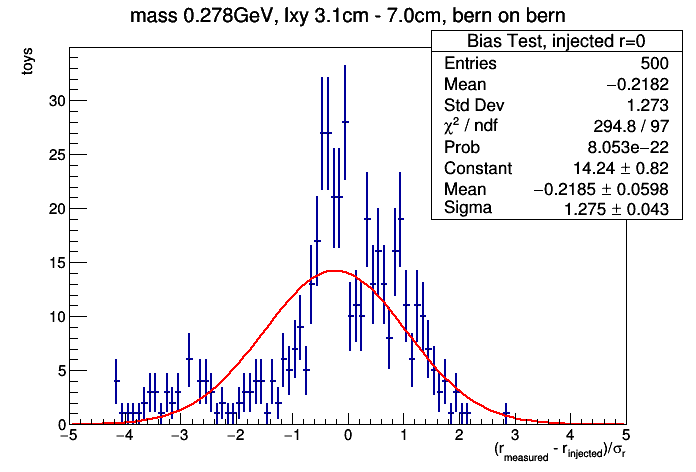 mass 0.278GeV, lxy 3.1cm - 7.0cm, bern on bern
toys
Bias Test, injected r=0
Entries 500
Mean −0.2182
Std Dev 1.273
χ² / ndf 294.8 / 97
Prob 8.053e−22
Constant 14.24 ± 0.82
Mean −0.2185 ± 0.0598
Sigma 1.275 ± 0.043
30
25
20
15
10
5
0
−5 −4 −3 −2 −1 0 1 2 3 4 5
(r_measured - r_injected)/σ_r